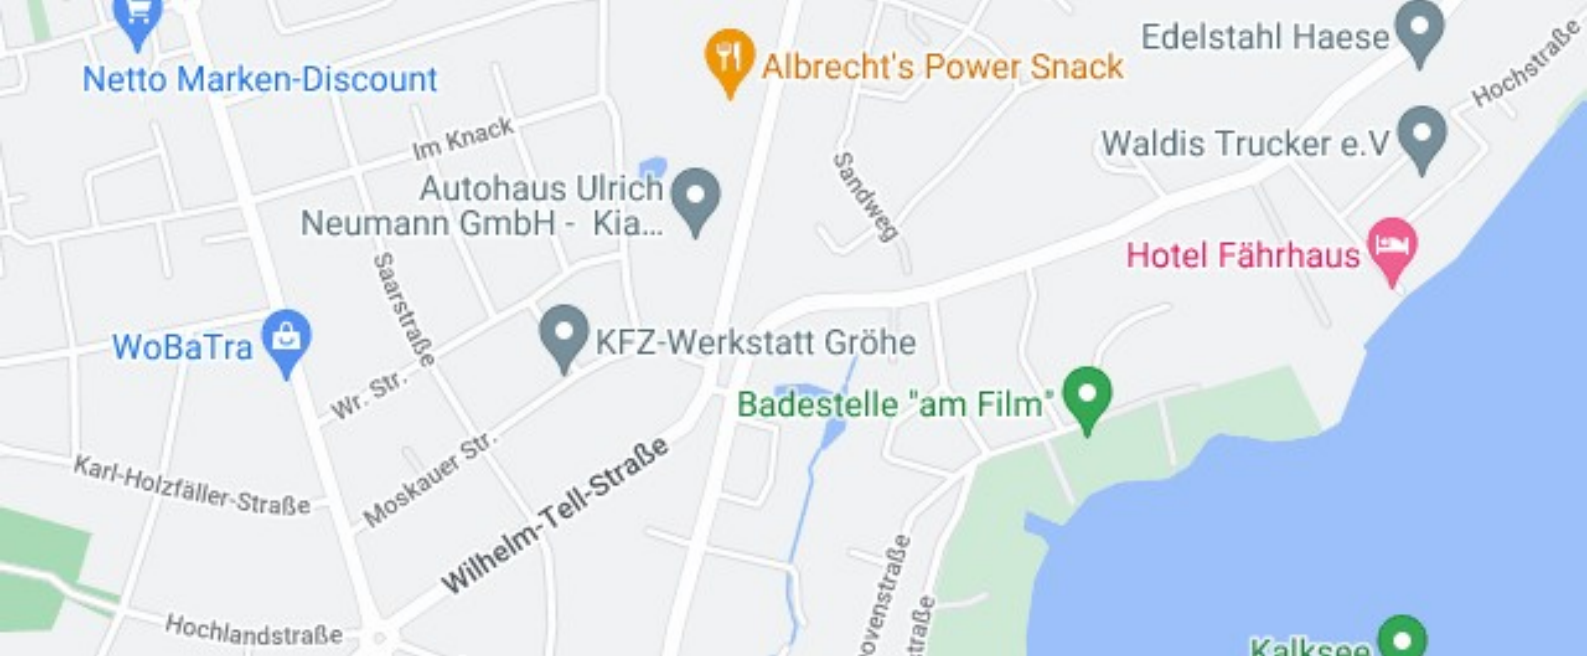 Edelstahl Haese
Netto Marken-Discount
Albrecht's Power Snack
Hochstraße
Im Knack
Waldis Trucker e.V
Autohaus Ulrich
Neumann GmbH - Kia...
Sandweg
Hotel Fährhaus
Saarstraße
WoBaTra
KFZ-Werkstatt Gröhe
Wr. Str.
Badestelle "am Film"
Karl-Holzfäller-Straße
Moskauer Str.
Wilhelm-Tell-Straße
ovenstraße
straße
Hochlandstraße
Kalksee